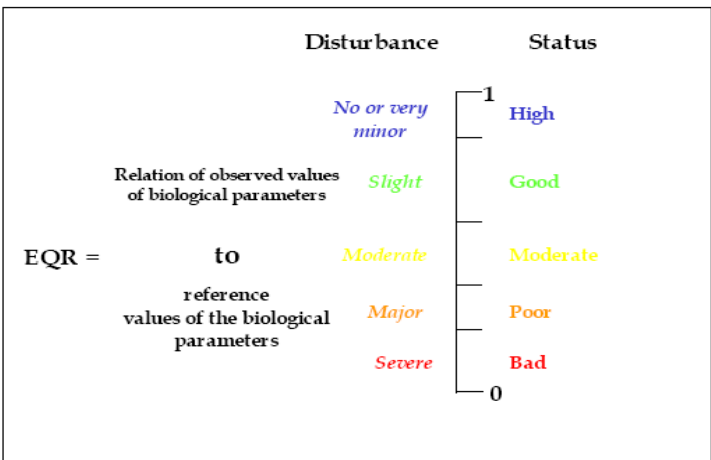 Disturbance Status
No or very
minor
1
High
Relation of observed values
of biological parameters
Slight
Good
EQR =
to
Moderate
Moderate
reference
values of the biological
parameters
Major
Poor
Severe
Bad
0